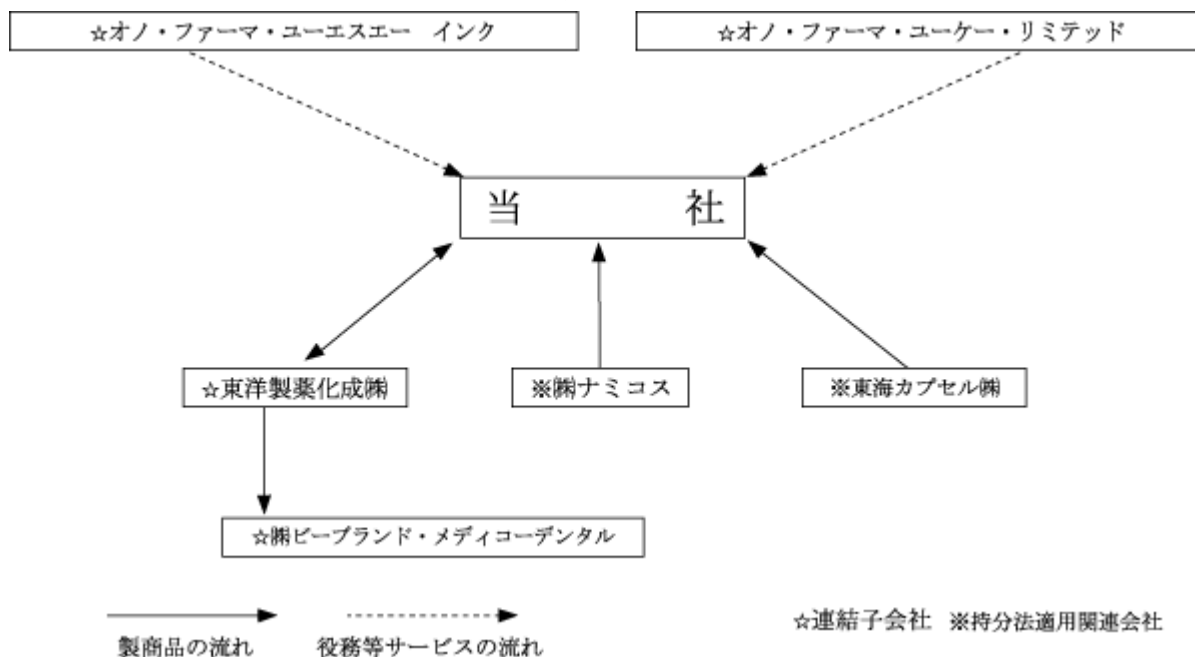 ☆オノ・ファーマ・ユーエスエー　インク
☆オノ・ファーマ・ユーケー・リミテッド
当　　社
☆東洋製薬化成㈱
※㈱ナミコス
※東海カプセル㈱
☆㈱ビーブランド・メディコーデンタル
製商品の流れ
役務等サービスの流れ
☆連結子会社　※持分法適用関連会社